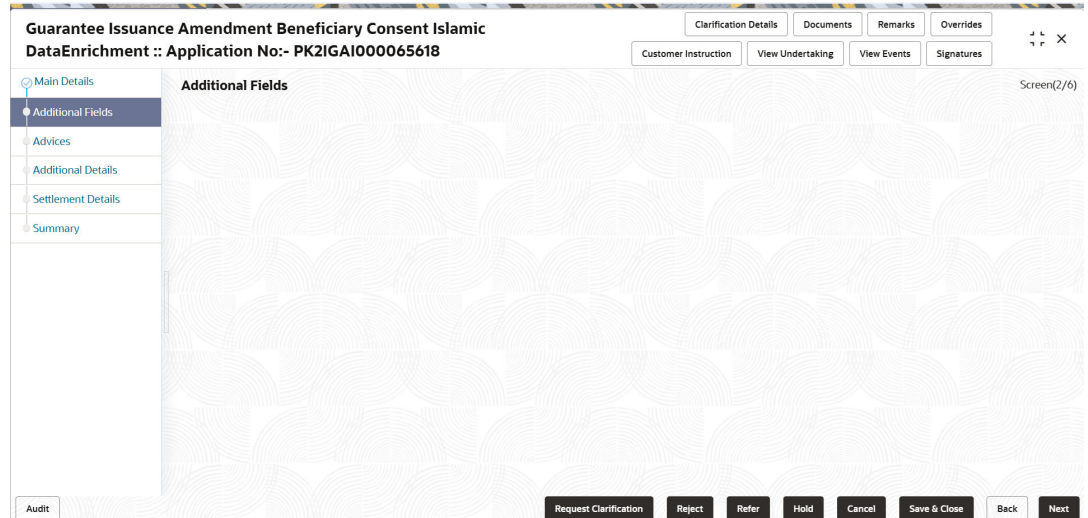 Guarantee Issuance Amendment Beneficiary Consent Islamic
DataEnrichment :: Application No:- PK2IGAI000065618
Clarification Details
Documents
Remarks
Overrides
Customer Instruction
View Undertaking
View Events
Signatures
Main Details
Additional Fields
Advices
Additional Details
Settlement Details
Summary
Additional Fields
Screen(2/6)
Audit
Request Clarification
Reject
Refer
Hold
Cancel
Save & Close
Back
Next